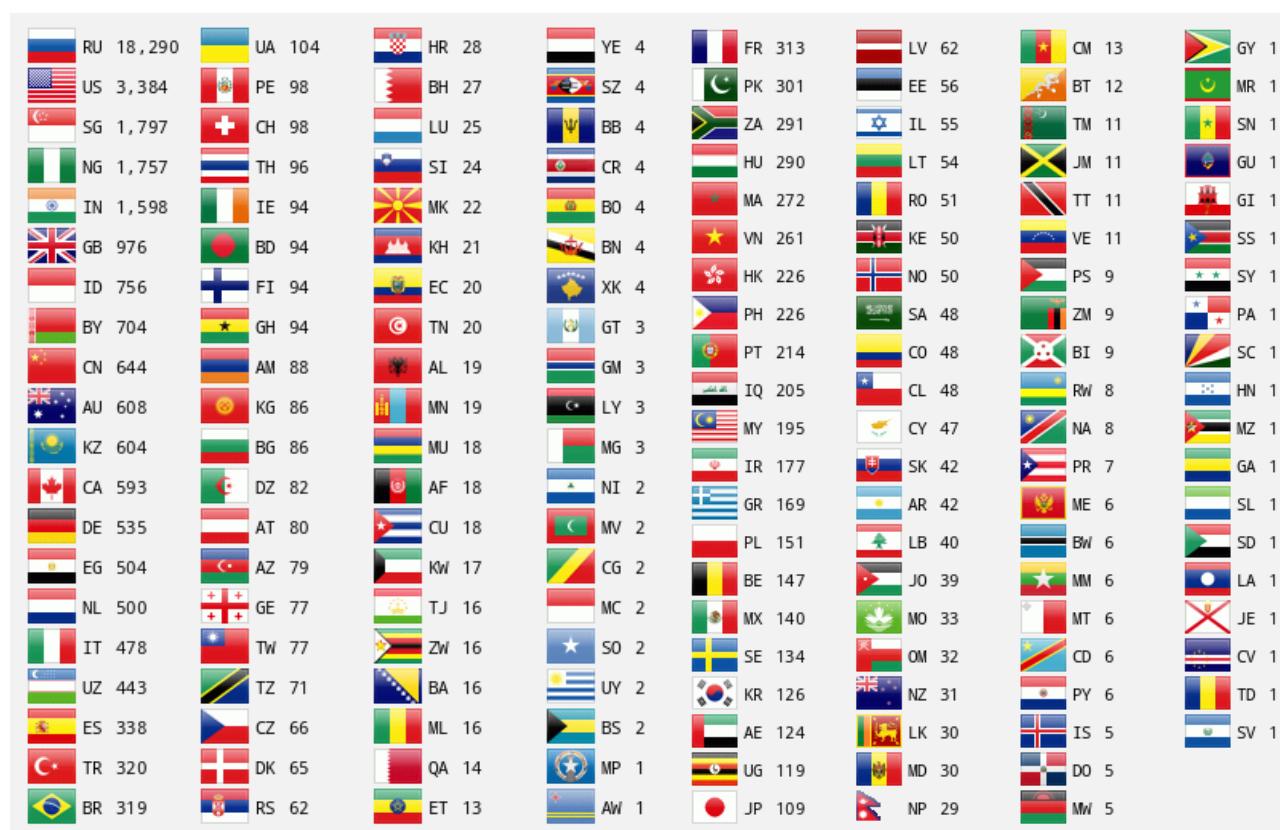 RU 18,290
US 3,384
SG 1,797
NG 1,757
IN 1,598
GB 976
ID 756
BY 704
CN 644
AU 608
KZ 604
CA 593
DE 535
EG 504
NL 500
IT 478
UZ 443
ES 338
TR 320
BR 319
UA 104
PE 98
CH 98
TH 96
IE 94
BD 94
FI 94
GH 94
AM 88
KG 86
BG 86
DZ 82
AT 80
AZ 79
GE 77
TW 77
TZ 71
CZ 66
DK 65
RS 62
HR 28
BH 27
LU 25
SI 24
MK 22
KH 21
EC 20
TN 20
AL 19
MN 19
MU 18
AF 18
CU 18
KW 17
TJ 16
ZW 16
BA 16
ML 16
QA 14
ET 13
YE 4
SZ 4
BB 4
CR 4
BO 4
BN 4
XK 4
GT 3
GM 3
LY 3
MG 3
NI 2
MV 2
CG 2
MC 2
SO 2
UY 2
BS 2
MP 1
AW 1
FR 313
PK 301
ZA 291
HU 290
MA 272
VN 261
HK 226
PH 226
PT 214
IQ 205
MY 195
IR 177
GR 169
PL 151
BE 147
MX 140
SE 134
KR 126
AE 124
UG 119
JP 109
LV 62
EE 56
IL 55
LT 54
RO 51
KE 50
NO 50
SA 48
CO 48
CL 48
CY 47
SK 42
AR 42
LB 40
JO 39
MO 33
OM 32
NZ 31
LK 30
MD 30
NP 29
CM 13
BT 12
TM 11
JM 11
TT 11
VE 11
PS 9
ZM 9
BI 9
RW 8
NA 8
PR 7
ME 6
BW 6
MM 6
MT 6
CD 6
PY 6
IS 5
DO 5
MW 5
GY 1
MR 1
SN 1
GU 1
GI 1
SS 1
SY 1
PA 1
SC 1
HN 1
MZ 1
GA 1
SL 1
SD 1
LA 1
JE 1
CV 1
TD 1
SV 1